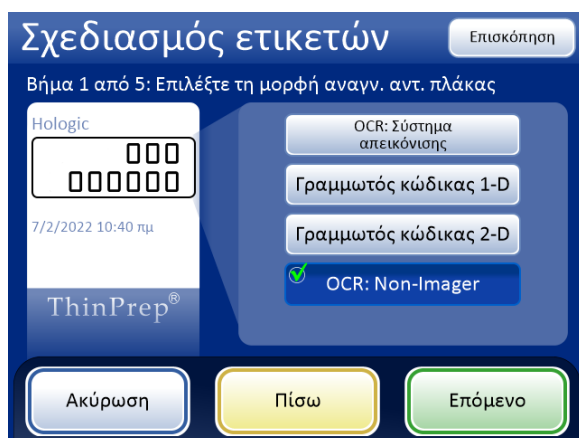 Σχεδιασμός ετικετών
Επισκόπηση
Βήμα 1 από 5: Επιλέξτε τη μορφή αναγν. αντ. πλάκας
Hologic
000
000000
7/2/2022 10:40 πμ
ThinPrep®
OCR: Σύστημα
απεικόνισης
Γραμμωτός κώδικας 1-D
Γραμμωτός κώδικας 2-D
OCR: Non-Imager
Ακύρωση
Πίσω
Επόμενο